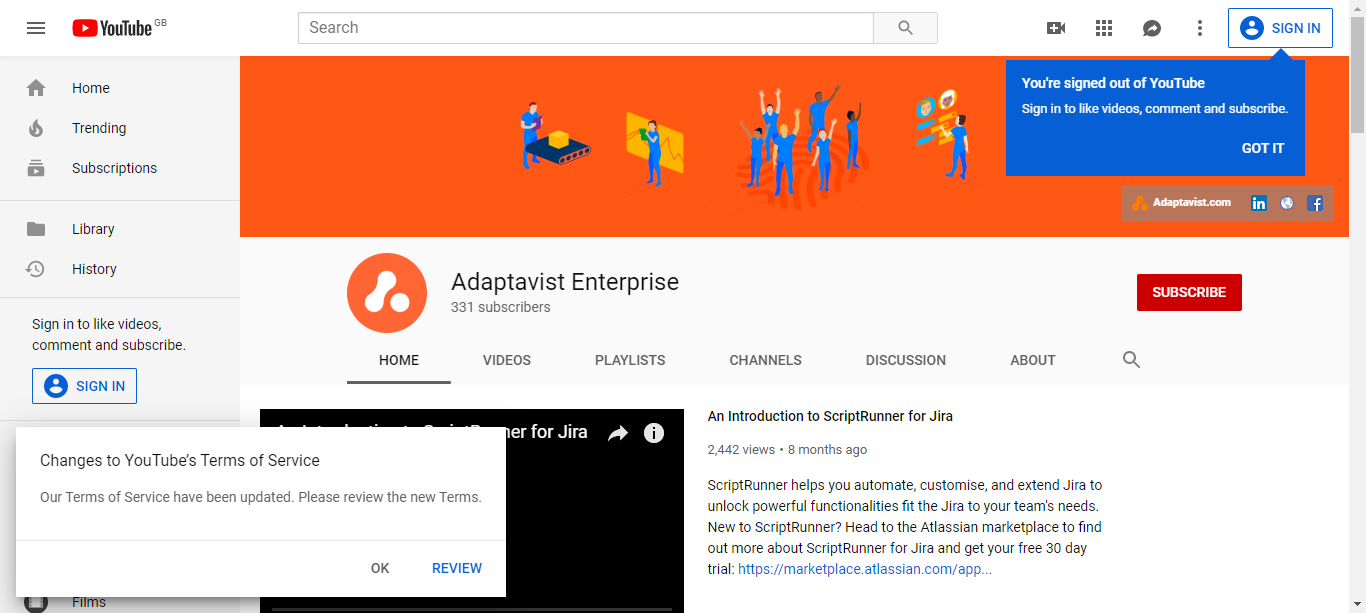 YouTube GB
Search
SIGN IN
Home
Trending
Subscriptions
Library
History
Sign in to like videos,
comment and subscribe.
SIGN IN
You're signed out of YouTube
Sign in to like videos, comment and subscribe.
GOT IT
Adaptavist.com
in
f
Adaptavist Enterprise
331 subscribers
SUBSCRIBE
HOME
VIDEOS
PLAYLISTS
CHANNELS
DISCUSSION
ABOUT
for Jira
An Introduction to ScriptRunner for Jira
2,442 views • 8 months ago
ScriptRunner helps you automate, customise, and extend Jira to
unlock powerful functionalities fit the Jira to your team's needs.
New to ScriptRunner? Head to the Atlassian marketplace to find
out more about ScriptRunner for Jira and get your free 30 day
trial: https://marketplace.atlassian.com/app...
Changes to YouTube’s Terms of Service
Our Terms of Service have been updated. Please review the new Terms.
OK
REVIEW
Films